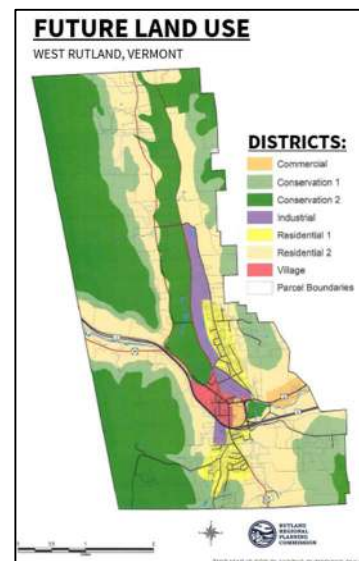 FUTURE LAND USE
WEST RUTLAND, VERMONT
DISTRICTS:
Commercial
Conservation 1
Conservation 2
Industrial
Residential 1
Residential 2
Village
Parcel Boundaries
RUTLAND
REGIONAL
PLANNING
COMMISSION